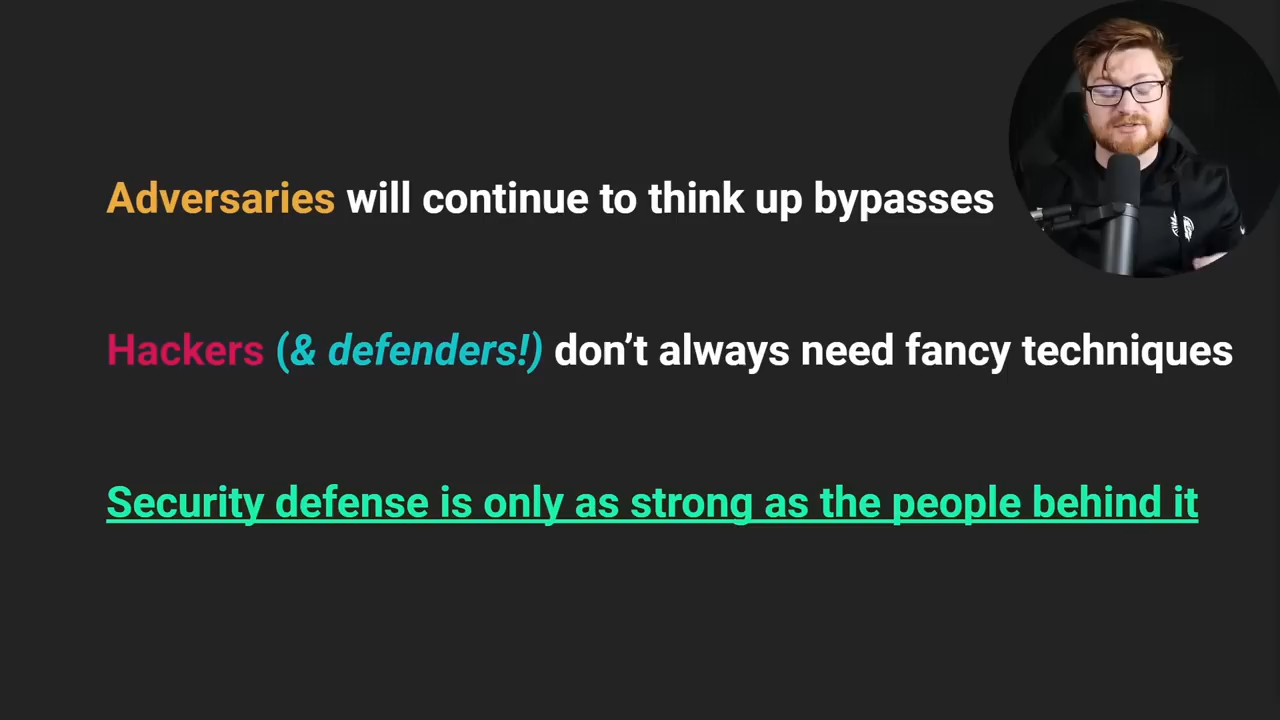 Adversaries will continue to think up bypasses
Hackers (& defenders!) don’t always need fancy techniques
Security defense is only as strong as the people behind it